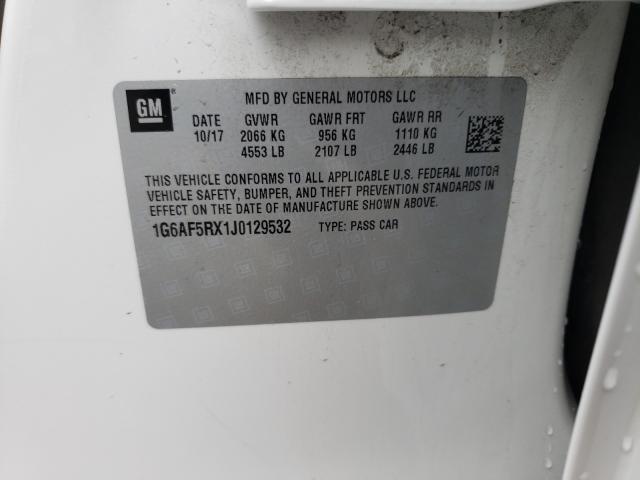 GM
MFD BY GENERAL MOTORS LLC
DATE GVWR GAWR FRT GAWR RR
10/17 2066 KG 956 KG 1110 KG
4553 LB 2107 LB 2446 LB
THIS VEHICLE CONFORMS TO ALL APPLICABLE U.S. FEDERAL MOTOR
VEHICLE SAFETY, BUMPER, AND THEFT PREVENTION STANDARDS IN
EFFECT ON THE DATE OF MANUFACTURE SHOWN ABOVE.
1G6AF5RX1J0129532 TYPE: PASS CAR